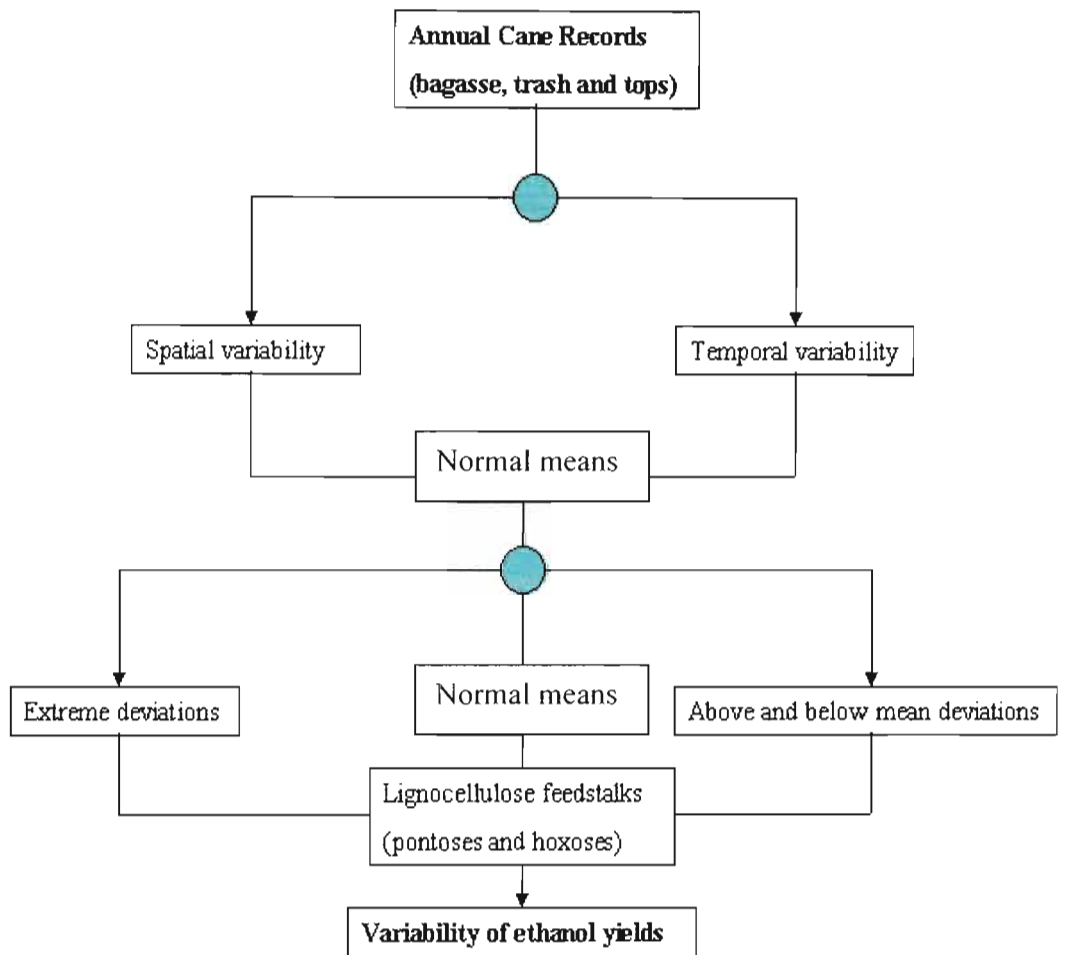 Annual Cane Records
(bagasse, trash and tops)
Spatial variability
Temporal variability
Normal means
Extreme deviations
Normal means
Above and below mean deviations
Lignocellulose feedstalks
(pontoses and hoxoses)
Variability of ethanol yields